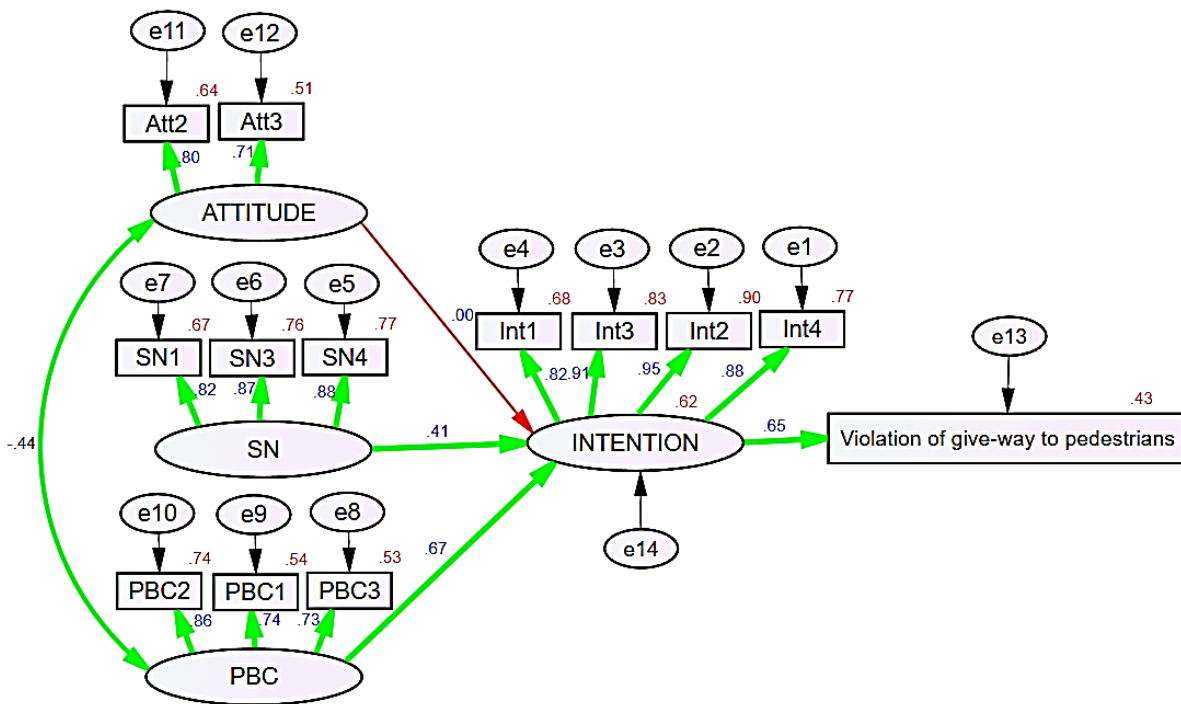 e11 e12
.64 .51
Att2 Att3
.80 .71
ATTITUDE
e7 e6 e5
.67 .76 .77
SN1 SN3 SN4
.82 .87 .88
SN
.41
e10 e9 e8
.74 .54 .53
PBC2 PBC1 PBC3
.86 .74 .73
PBC
-.44
.00
.67
e4 e3 e2 e1
.68 .83 .90 .77
Int1 Int3 Int2 Int4
.82 .91 .95 .88
.62
INTENTION
.65
e14
e13
.43
Violation of give-way to pedestrians